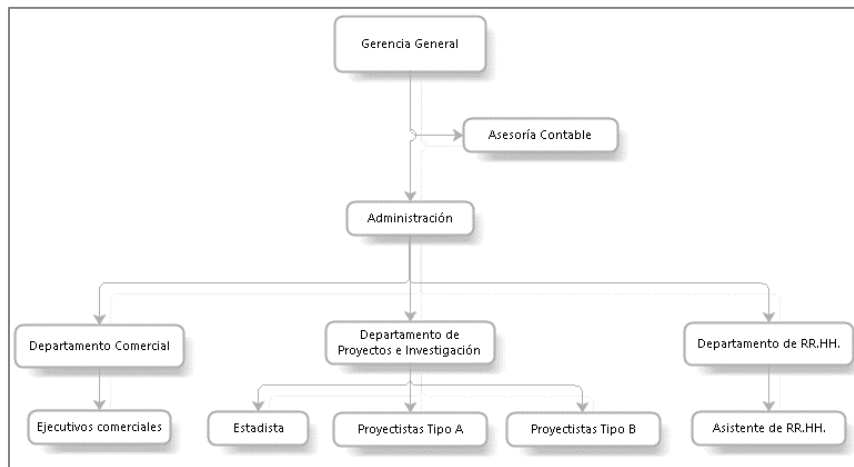 Gerencia General
Asesoría Contable
Administración
Departamento Comercial
Departamento de
Proyectos e Investigación
Departamento de RR.HH.
Ejecutivos comerciales
Estadista
Proyectistas Tipo A
Proyectistas Tipo B
Asistente de RR.HH.